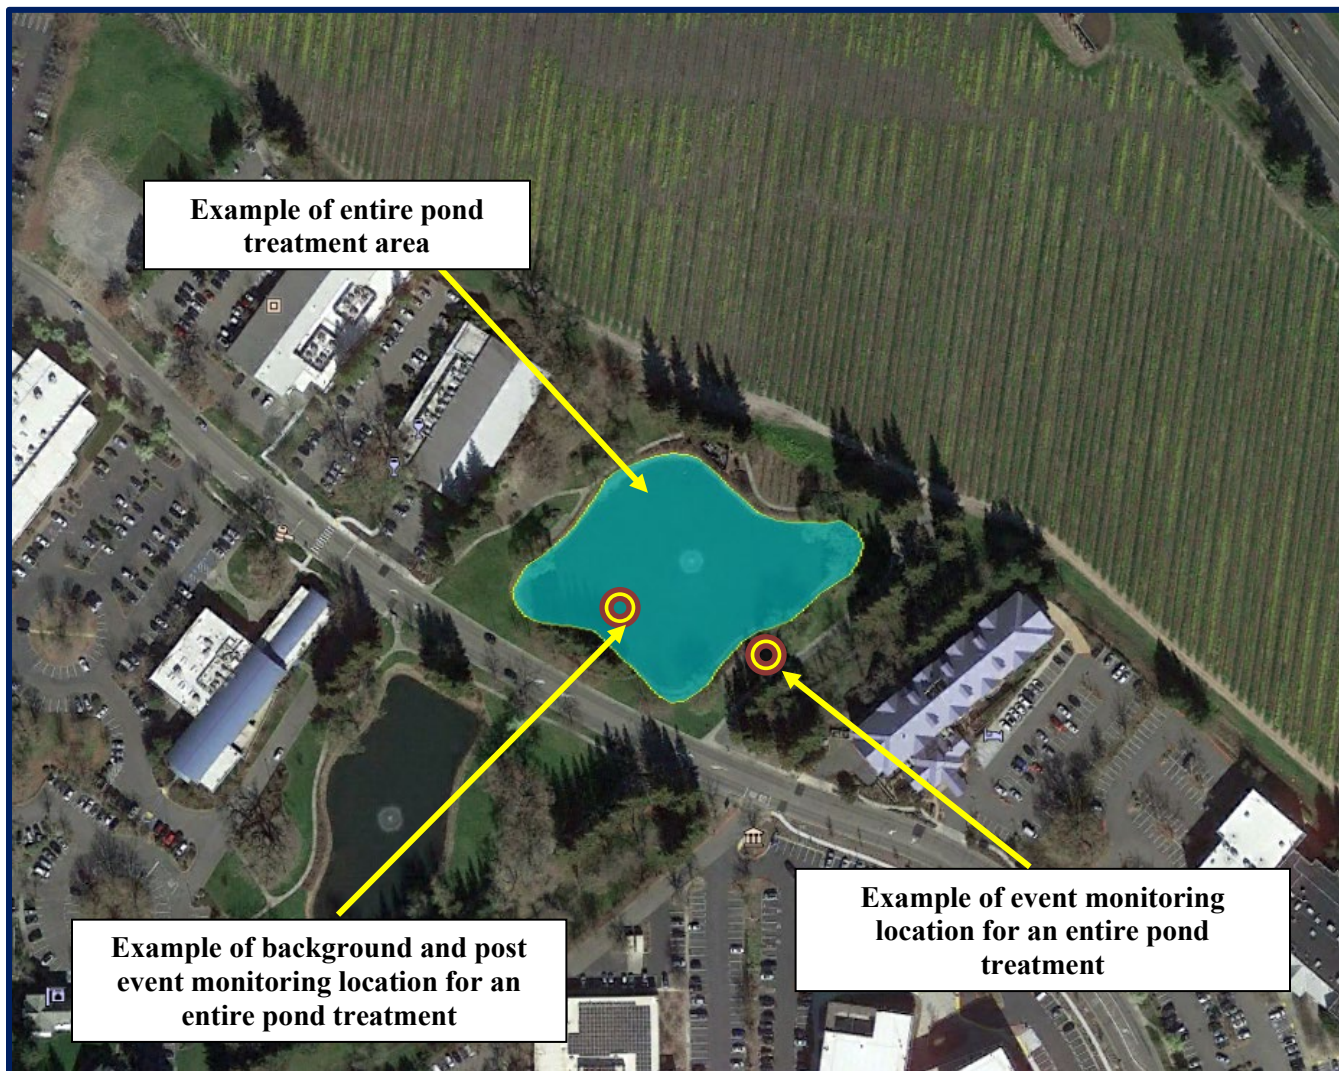 Example of entire pond
treatment area
Example of background and post
event monitoring location for an
entire pond treatment
Example of event monitoring
location for an entire pond
treatment